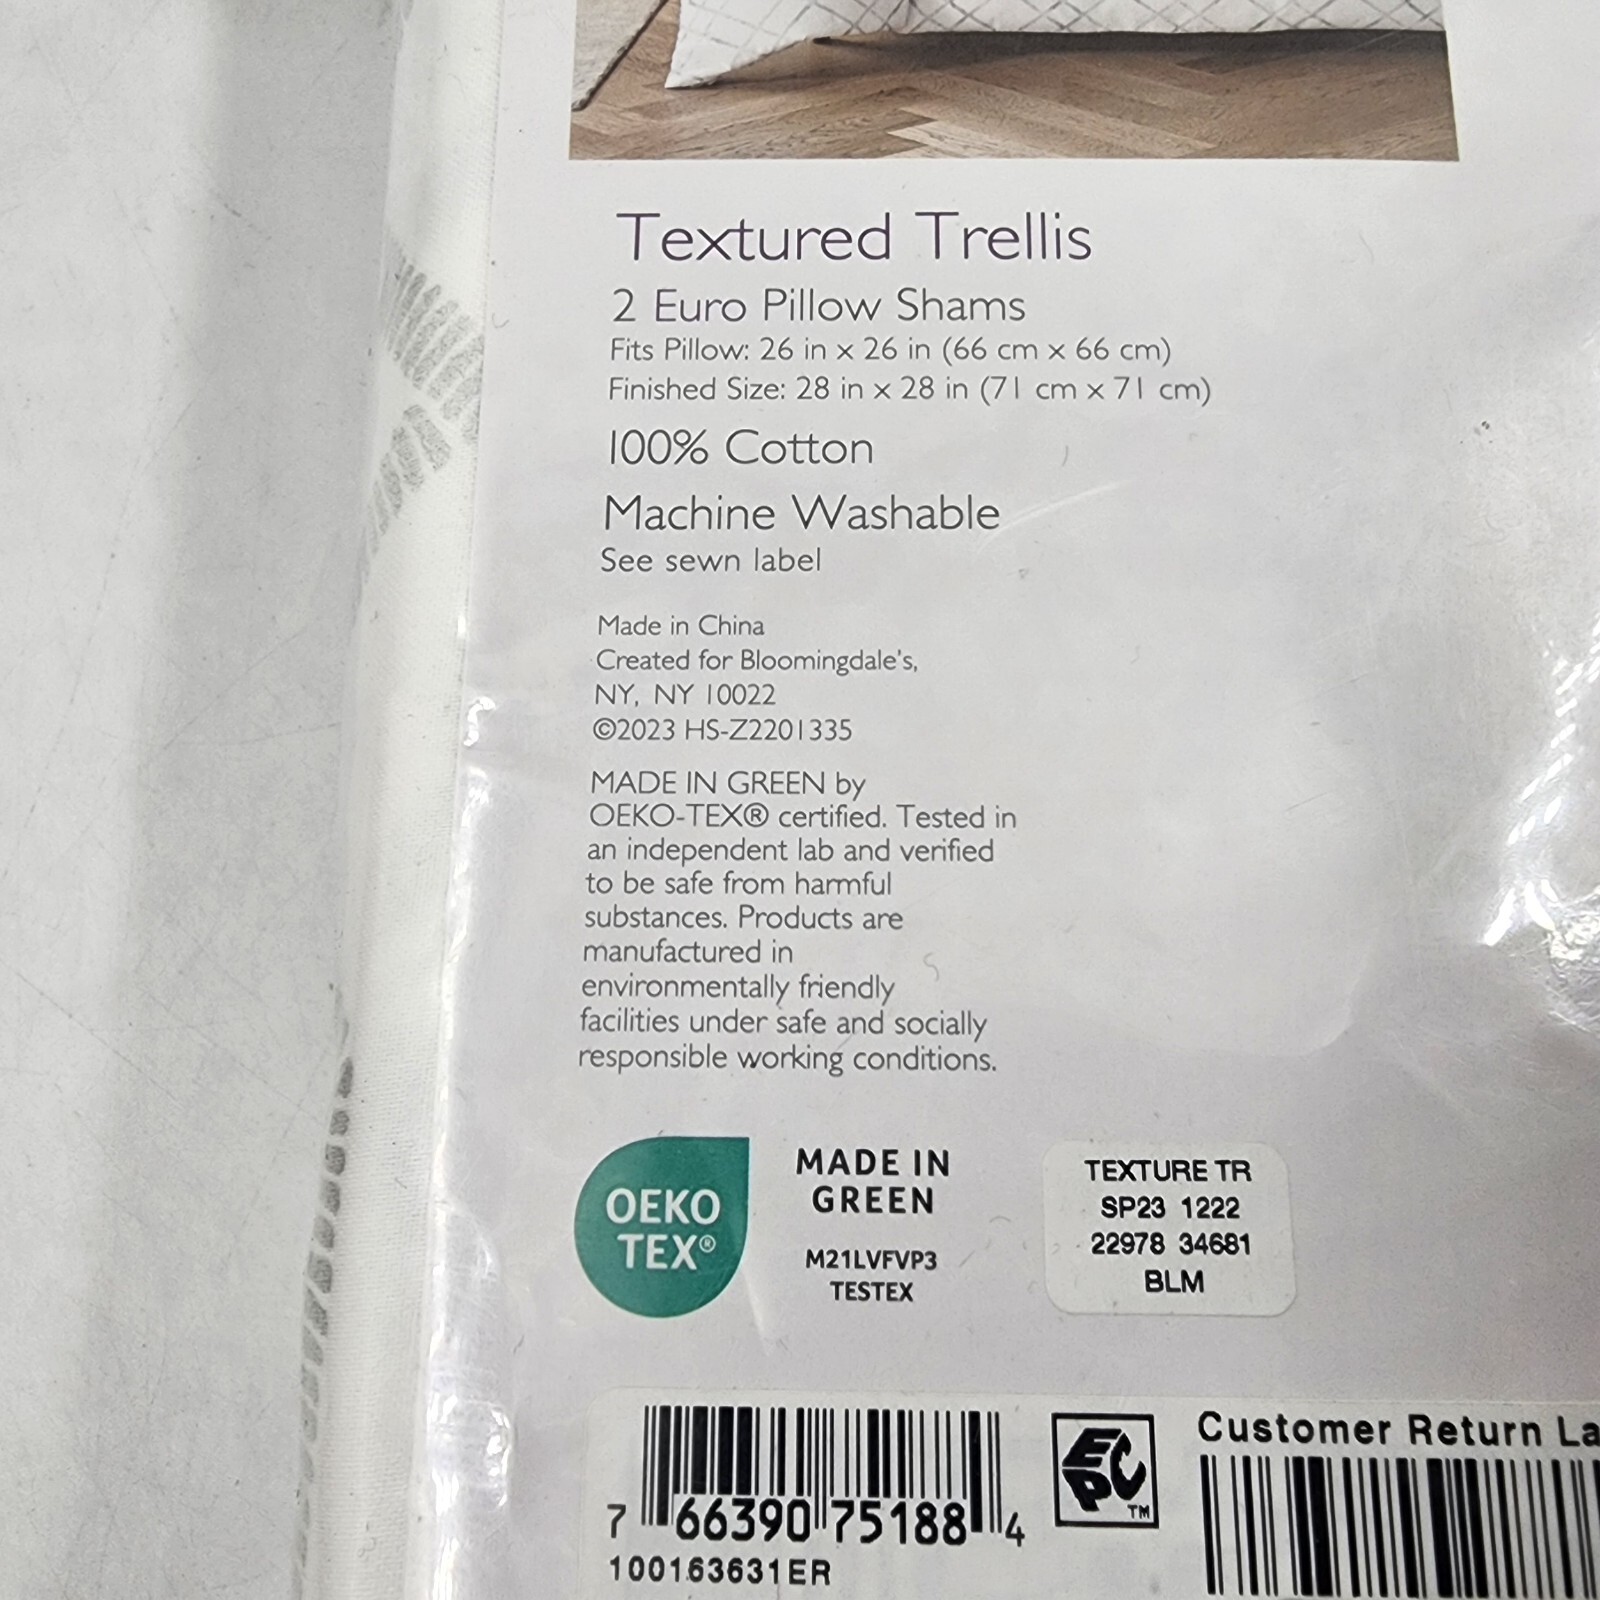 Textured Trellis
2 Euro Pillow Shams
Fits Pillow: 26 in x 26 in (66 cm x 66 cm)
Finished Size: 28 in x 28 in (71 cm x 71 cm)
100% Cotton
Machine Washable
See sewn label
Made in China
Created for Bloomingdale's,
NY, NY 10022
©2023 HS-Z2201335
MADE IN GREEN by
OEKO-TEX® certified. Tested in
an independent lab and verified
to be safe from harmful
substances. Products are
manufactured in
environmentally friendly
facilities under safe and socially
responsible working conditions.
OEKO
TEX®
MADE IN
GREEN
M21LVFVP3
TESTEX
TEXTURE TR
SP23 1222
22978 34681
BLM
EPC™
Customer Return La
7 66390 75188 4
100163631ER